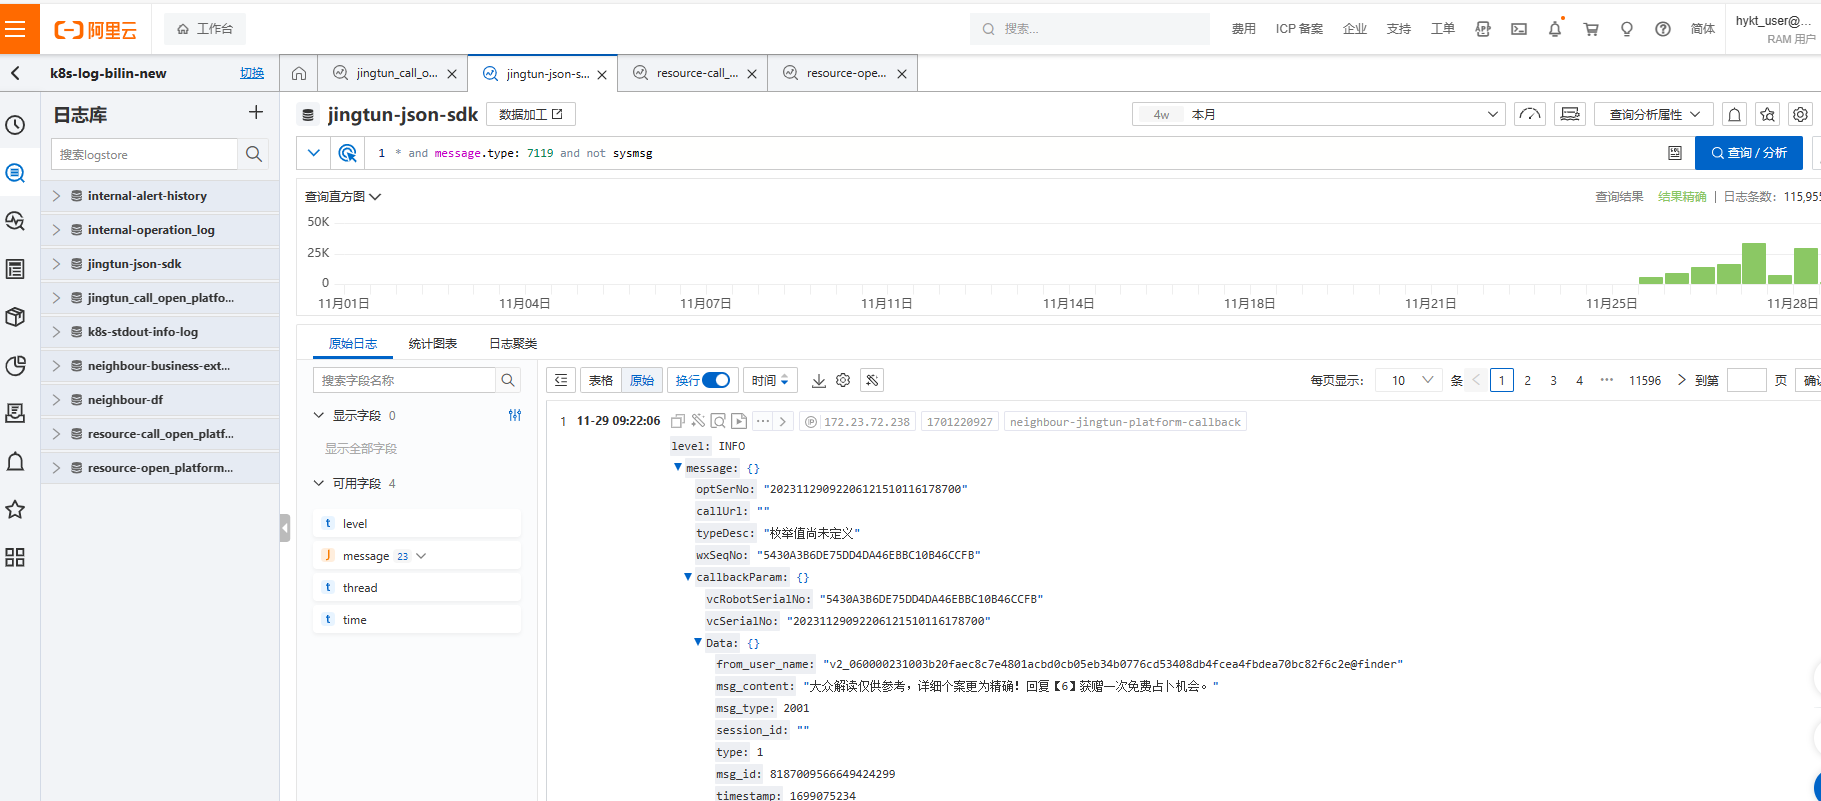 阿里云
工作台
搜索...
费用
ICP 备案
企业
支持
工单
简体
hykt_user@...
RAM 用户
k8s-log-bilin-new
切换
jingtun_call_o...
jingtun-json-s...
resource-call_...
resource-ope...
日志库
搜索logstore
internal-alert-history
internal-operation_log
jingtun-json-sdk
jingtun_call_open_platfo...
k8s-stdout-info-log
neighbour-business-ext...
neighbour-df
resource-call_open_platf...
resource-open_platform...
jingtun-json-sdk
数据加工
4w 本月
查询分析属性
1 * and message.type: 7119 and not sysmsg
查询 / 分析
查询直方图
查询结果 结果精确 | 日志条数: 115,955
50K
25K
0
11月01日
11月04日
11月07日
11月11日
11月14日
11月18日
11月21日
11月25日
11月28日
原始日志
统计图表
日志聚类
搜索字段名称
显示字段 0
显示全部字段
可用字段 4
t level
J message 23
t thread
t time
表格
原始
换行
时间
每页显示: 10 条
1 2 3 4 ··· 11596
到第 页
确认
1 11-29 09:22:06
172.23.72.238
1701220927
neighbour-jingtun-platform-callback
level: INFO
message: {}
optSerNo: "20231129092206121510116178700"
callUrl: ""
typeDesc: "枚举值尚未定义"
wxSeqNo: "5430A3B6DE75DD4DA46EBBC10B46CCFB"
callbackParam: {}
vcRobotSerialNo: "5430A3B6DE75DD4DA46EBBC10B46CCFB"
vcSerialNo: "20231129092206121510116178700"
Data: {}
from_user_name: "v2_060000231003b20faec8c7e4801acbd0cb05eb34b0776cd53408db4fcea4fbdea70bc82f6c2e@finder"
msg_content: "大众解读仅供参考，详细个案更为精确！回复【6】获赠一次免费占卜机会。"
msg_type: 2001
session_id: ""
type: 1
msg_id: 8187009566649424299
timestamp: 1699075234